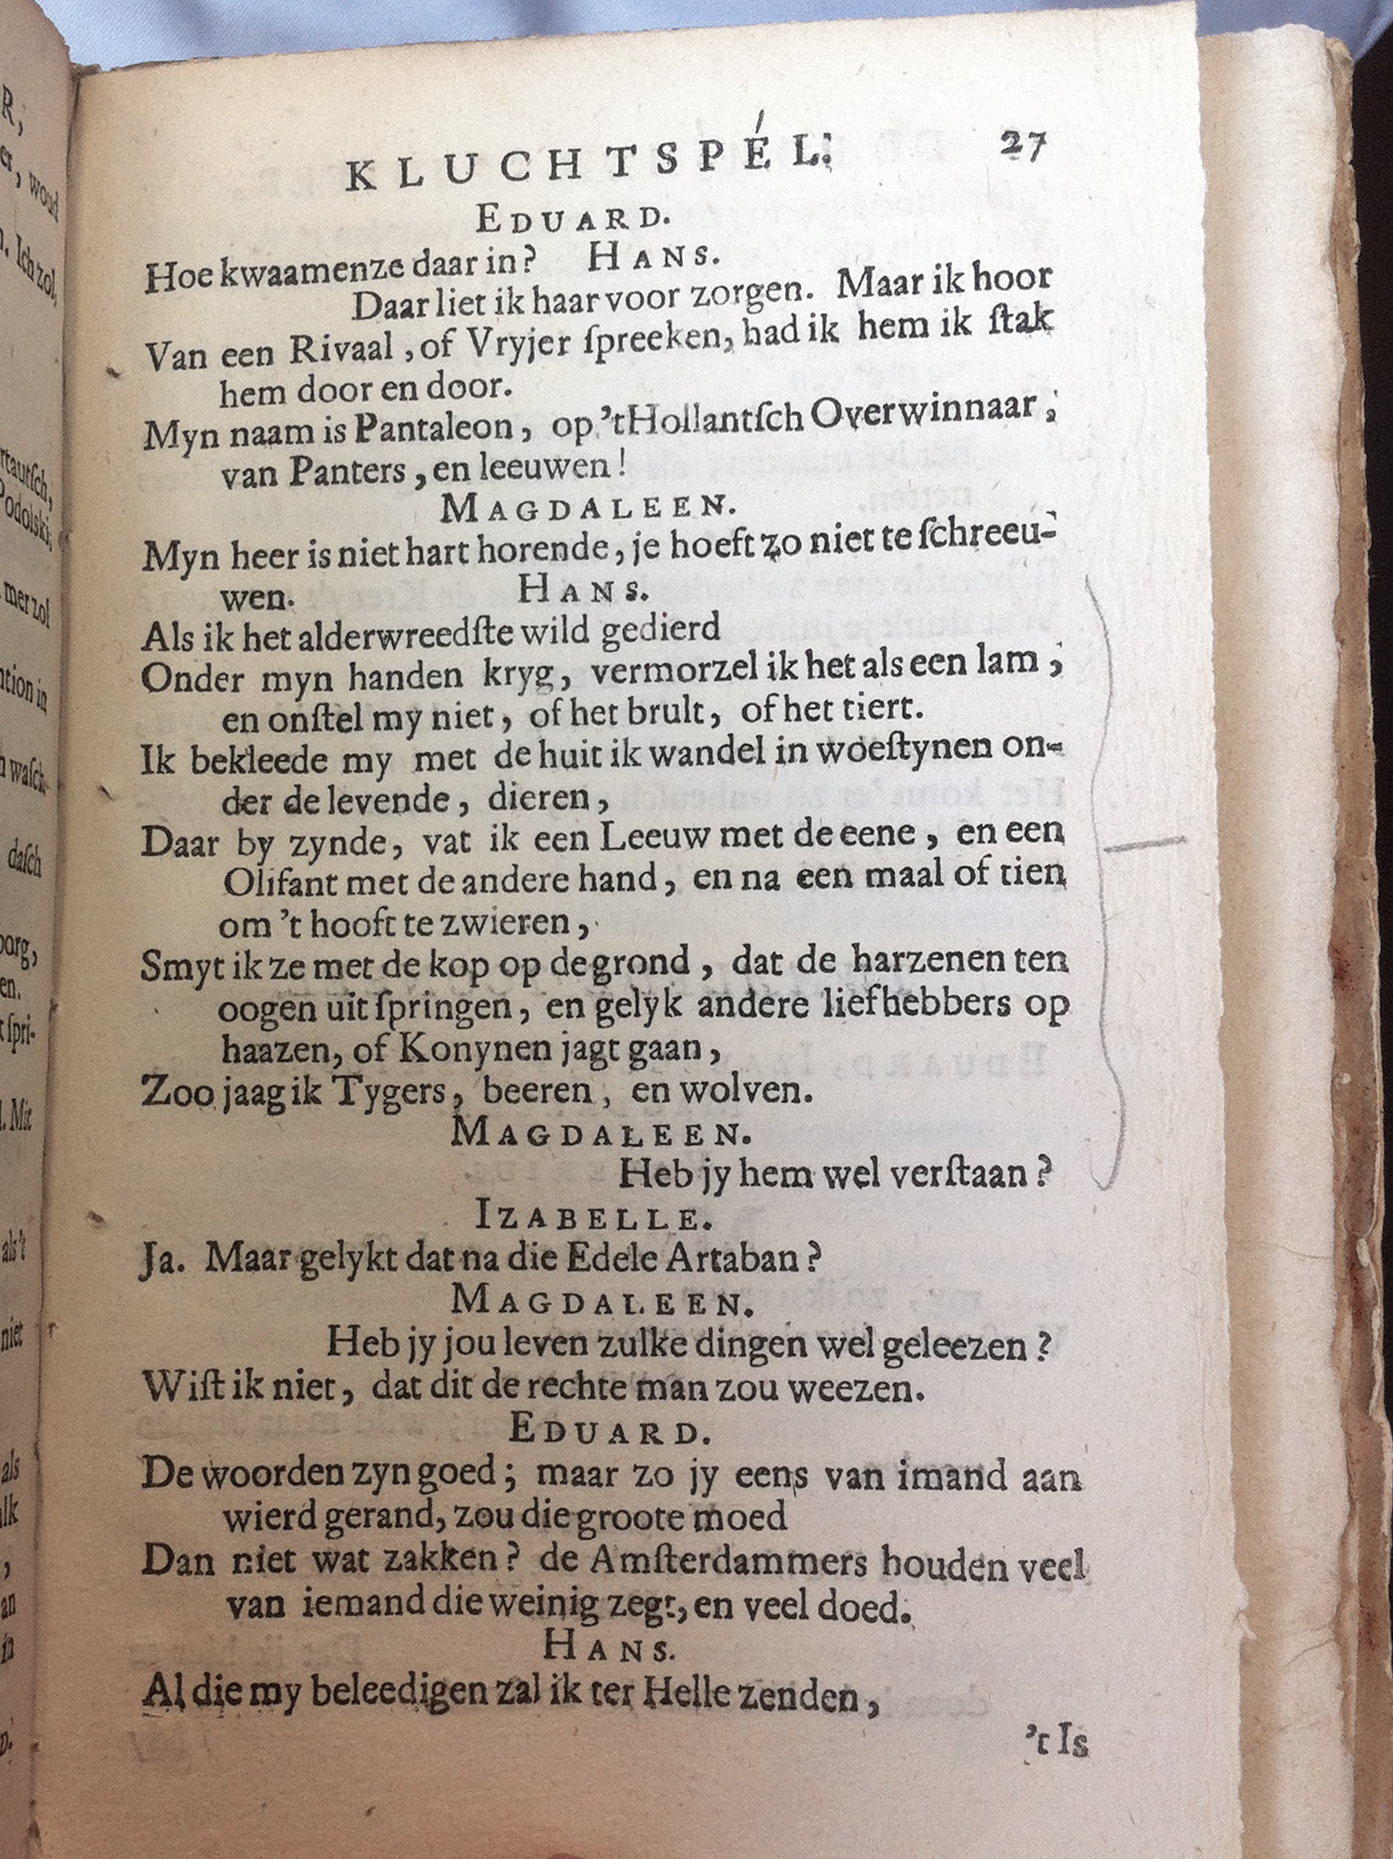 KLUCHTSPÉL. 27
EDUARD.
Hoe kwaamenze daar in? HANS.
Daar liet ik haar voor zorgen. Maar ik hoor
Van een Rivaal, of Vryjer ſpreeken, had ik hem ik ſtak
hem door en door.
Myn naam is Pantaleon, op 't Hollantſch Overwinnaar,
van Panters, en leeuwen!
MAGDALEEN.
Myn heer is niet hart horende, je hoeft zo niet te ſchreeu-
wen. HANS.
Als ik het alderwreedſte wild gedierd
Onder myn handen kryg, vermorzel ik het als een lam,
en onſtel my niet, of het brult, of het tiert.
Ik bekleede my met de huit ik wandel in woeſtynen on-
der de levende, dieren,
Daar by zynde, vat ik een Leeuw met de eene, en een
Olifant met de andere hand, en na een maal of tien
om 't hooft te zwieren,
Smyt ik ze met de kop op de grond, dat de harzenen ten
oogen uit ſpringen, en gelyk andere liefhebbers op
haazen, of Konynen jagt gaan,
Zoo jaag ik Tygers, beeren, en wolven.
MAGDALEEN.
Heb jy hem wel verſtaan?
IZABELLE.
Ja. Maar gelykt dat na die Edele Artaban?
MAGDALEEN.
Heb jy jou leven zulke dingen wel geleezen?
Wiſt ik niet, dat dit de rechte man zou weezen.
EDUARD.
De woorden zyn goed; maar zo jy eens van imand aan
wierd gerand, zou die groote moed
Dan niet wat zakken? de Amſterdammers houden veel
van iemand die weinig zegt, en veel doed.
HANS.
Al die my beleedigen zal ik ter Helle zenden,
't Is